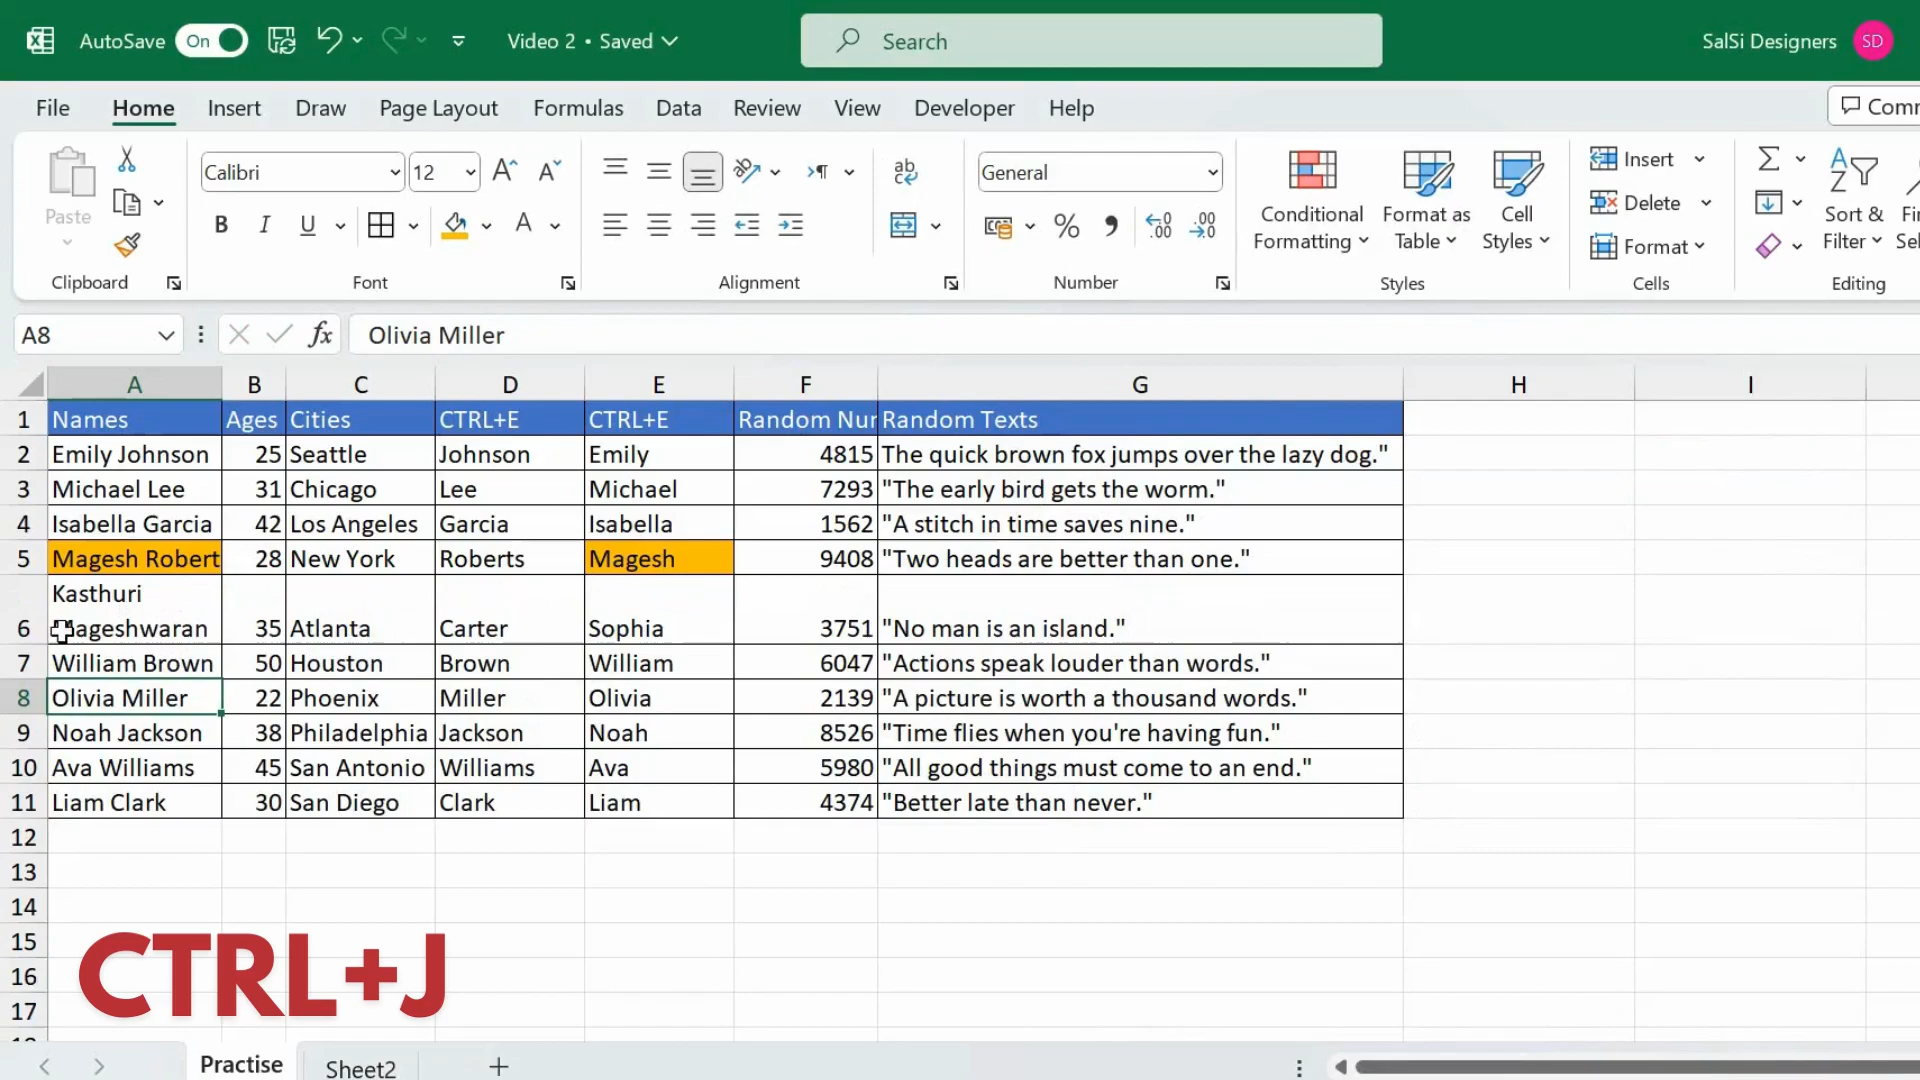 AutoSave On Video 2 • Saved Search SalSi Designers SD
File Home Insert Draw Page Layout Formulas Data Review View Developer Help
Calibri 12 General Insert
Paste Conditional Formatting Format as Table Cell Styles Delete Sort & Filter
Format
Clipboard Font Alignment Number Styles Cells Editing
A8 fx Olivia Miller
A B C D E F G H I
1 Names Ages Cities CTRL+E CTRL+E Random Nur Random Texts
2 Emily Johnson 25 Seattle Johnson Emily 4815 The quick brown fox jumps over the lazy dog."
3 Michael Lee 31 Chicago Lee Michael 7293 "The early bird gets the worm."
4 Isabella Garcia 42 Los Angeles Garcia Isabella 1562 "A stitch in time saves nine."
5 Magesh Robert 28 New York Roberts Magesh 9408 "Two heads are better than one."
Kasthuri
6 Mageshwaran 35 Atlanta Carter Sophia 3751 "No man is an island."
7 William Brown 50 Houston Brown William 6047 "Actions speak louder than words."
8 Olivia Miller 22 Phoenix Miller Olivia 2139 "A picture is worth a thousand words."
9 Noah Jackson 38 Philadelphia Jackson Noah 8526 "Time flies when you're having fun."
10 Ava Williams 45 San Antonio Williams Ava 5980 "All good things must come to an end."
11 Liam Clark 30 San Diego Clark Liam 4374 "Better late than never."
12
13
14
15
16
17
CTRL+J
Practise Sheet2